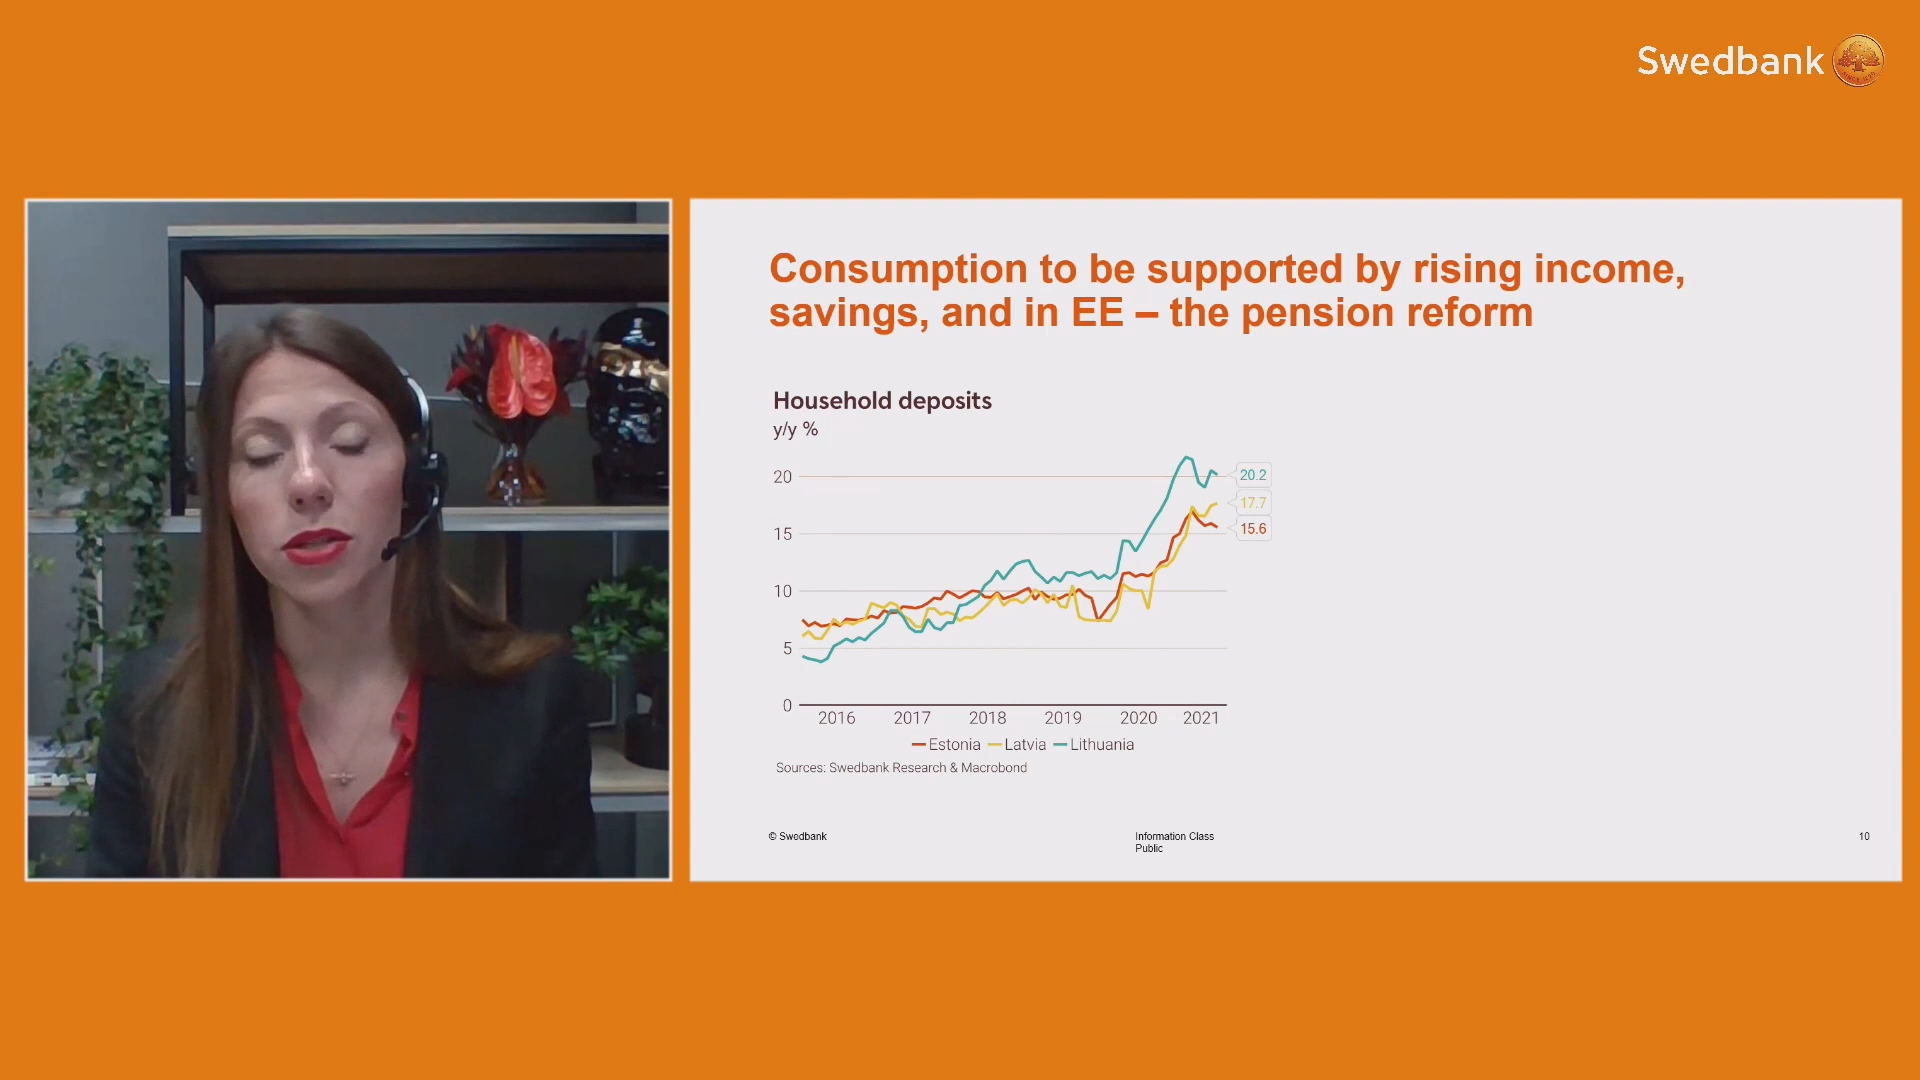 Swedbank
Consumption to be supported by rising income,
savings, and in EE – the pension reform
Household deposits
y/y %
20
15
10
5
0
20.2
17.7
15.6
2016 2017 2018 2019 2020 2021
Estonia Latvia Lithuania
Sources: Swedbank Research & Macrobond
© Swedbank
Information Class
Public
10